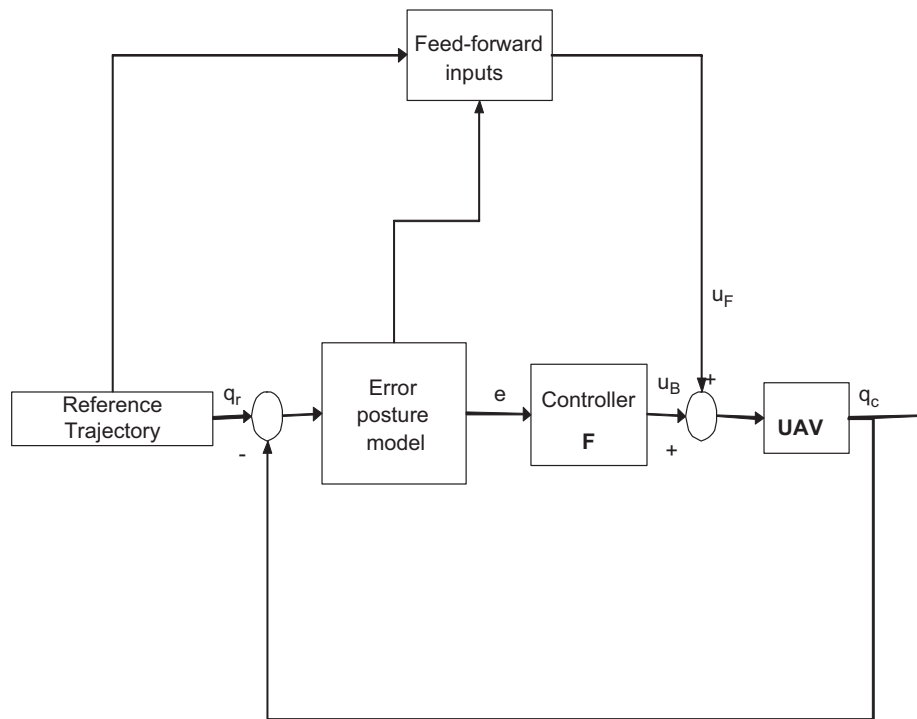 Feed-forward
inputs
u_F
Reference
Trajectory
q_r
-
Error
posture
model
e
Controller
F
u_B
+
+
UAV
q_c